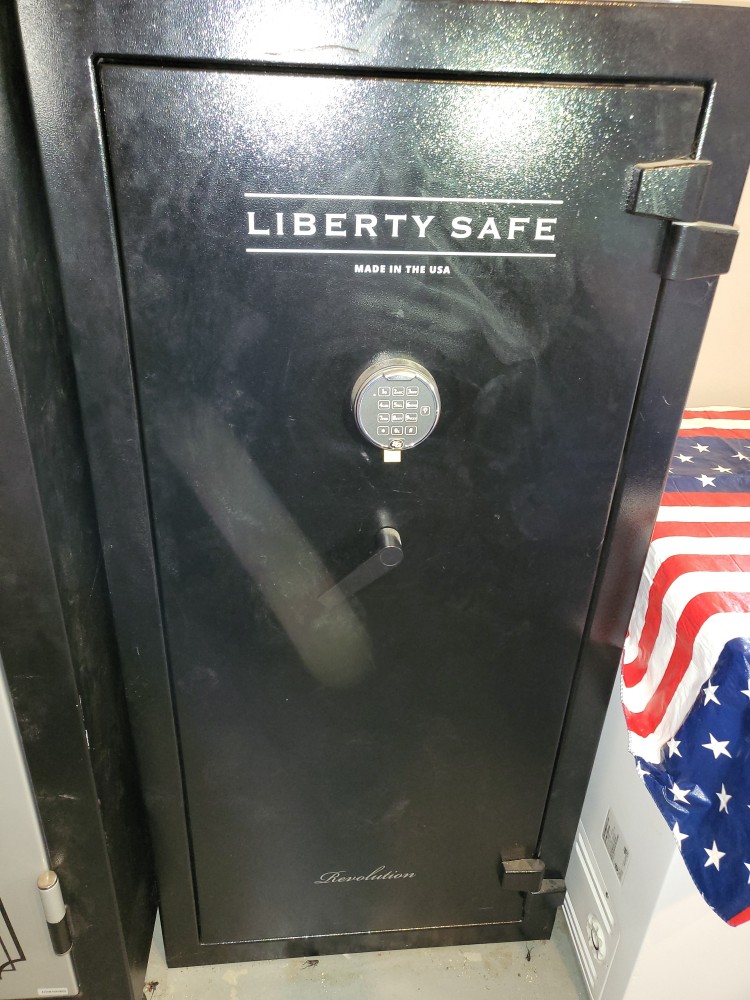 LIBERTY SAFE
MADE IN THE USA
Revolution